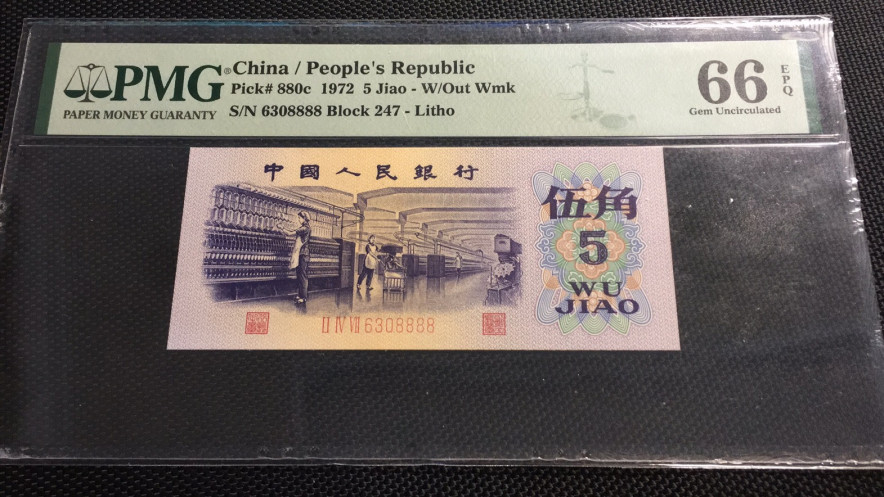 PMG® China / People's Republic
PAPER MONEY GUARANTY
Pick# 880c 1972 5 Jiao - W/Out Wmk
S/N 6308888 Block 247 - Litho
66 EPQ
Gem Uncirculated
中國人民銀行
伍角
5
WU
JIAO
II IV VII 6308888